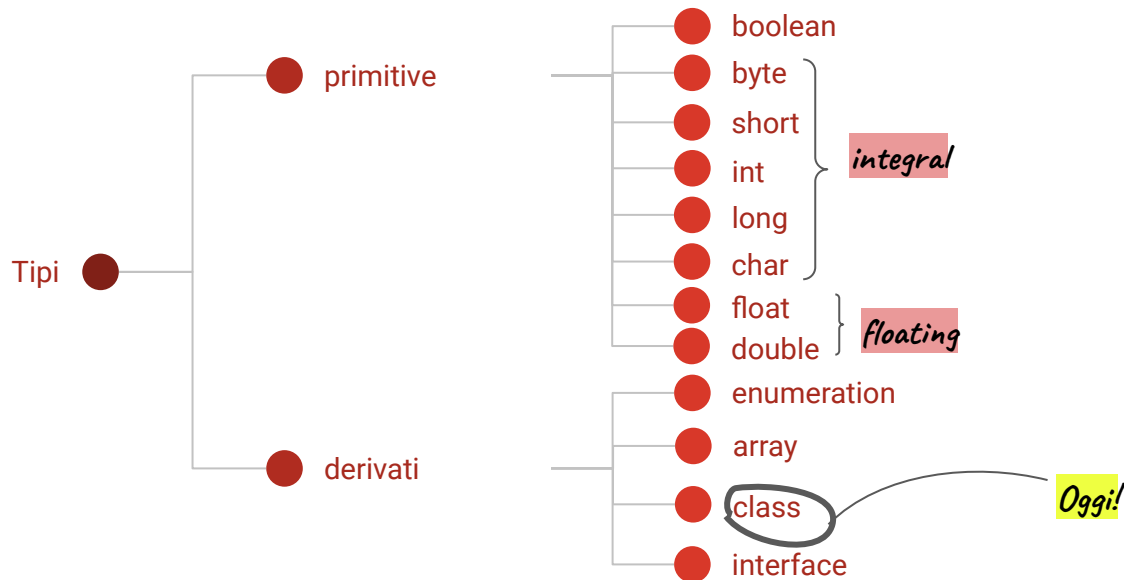 Tipi
primitive
boolean
byte
short
int
long
char
integral
float
double
floating
derivati
enumeration
array
class
Oggi!
interface